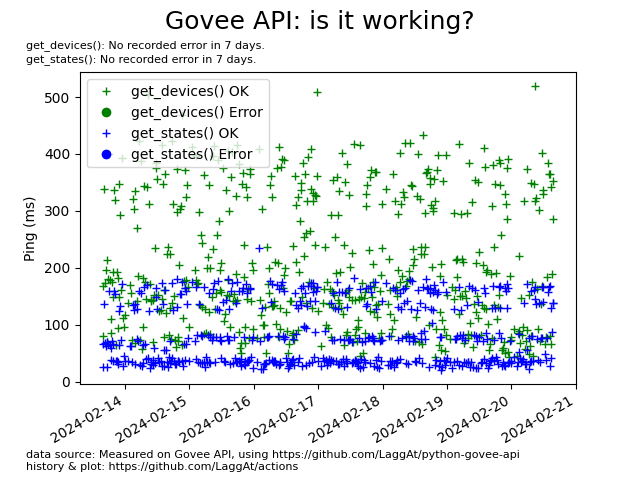 Govee API: is it working?
get_devices(): No recorded error in 7 days.
get_states(): No recorded error in 7 days.
get_devices() OK
get_devices() Error
get_states() OK
get_states() Error
Ping (ms)
500
400
300
200
100
0
2024-02-14
2024-02-15
2024-02-16
2024-02-17
2024-02-18
2024-02-19
2024-02-20
2024-02-21
data source: Measured on Govee API, using https://github.com/LaggAt/python-govee-api
history & plot: https://github.com/LaggAt/actions